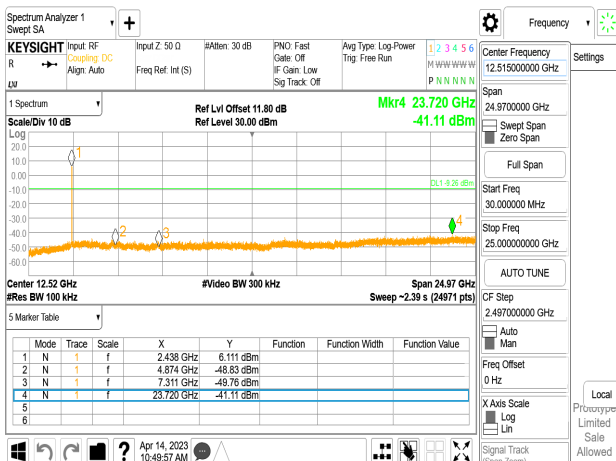 Spectrum Analyzer 1
Swept SA
Frequency
KEYSIGHT
R
Input: RF
Coupling: DC
Align: Auto
Input Z: 50 Ω
Freq Ref: Int (S)
#Atten: 30 dB
PNO: Fast
Gate: Off
IF Gain: Low
Sig Track: Off
Avg Type: Log-Power
Trig: Free Run
1 2 3 4 5 6
M W W W W W
P N N N N N
1 Spectrum
Scale/Div 10 dB
Ref Lvl Offset 11.80 dB
Ref Level 30.00 dBm
Mkr4 23.720 GHz
-41.11 dBm
Log
20.0
10.0
0.00
-10.0
-20.0
-30.0
-40.0
-50.0
-60.0
DL1 -9.26 dBm
1
2
3
4
Center 12.52 GHz
#Res BW 100 kHz
#Video BW 300 kHz
Span 24.97 GHz
Sweep ~2.39 s (24971 pts)
5 Marker Table
Mode Trace Scale X Y Function Function Width Function Value
1 N 1 f 2.438 GHz 6.111 dBm
2 N 1 f 4.874 GHz -48.83 dBm
3 N 1 f 7.311 GHz -49.76 dBm
4 N 1 f 23.720 GHz -41.11 dBm
5
6
Apr 14, 2023
10:49:57 AM
Center Frequency
12.515000000 GHz
Span
24.9700000 GHz
Swept Span
Zero Span
Full Span
Start Freq
30.000000 MHz
Stop Freq
25.000000000 GHz
AUTO TUNE
CF Step
2.497000000 GHz
Auto
Man
Freq Offset
0 Hz
X Axis Scale
Log
Lin
Signal Track
(Span Zoom)
Settings
Local
Prototype
Limited
Sale
Allowed